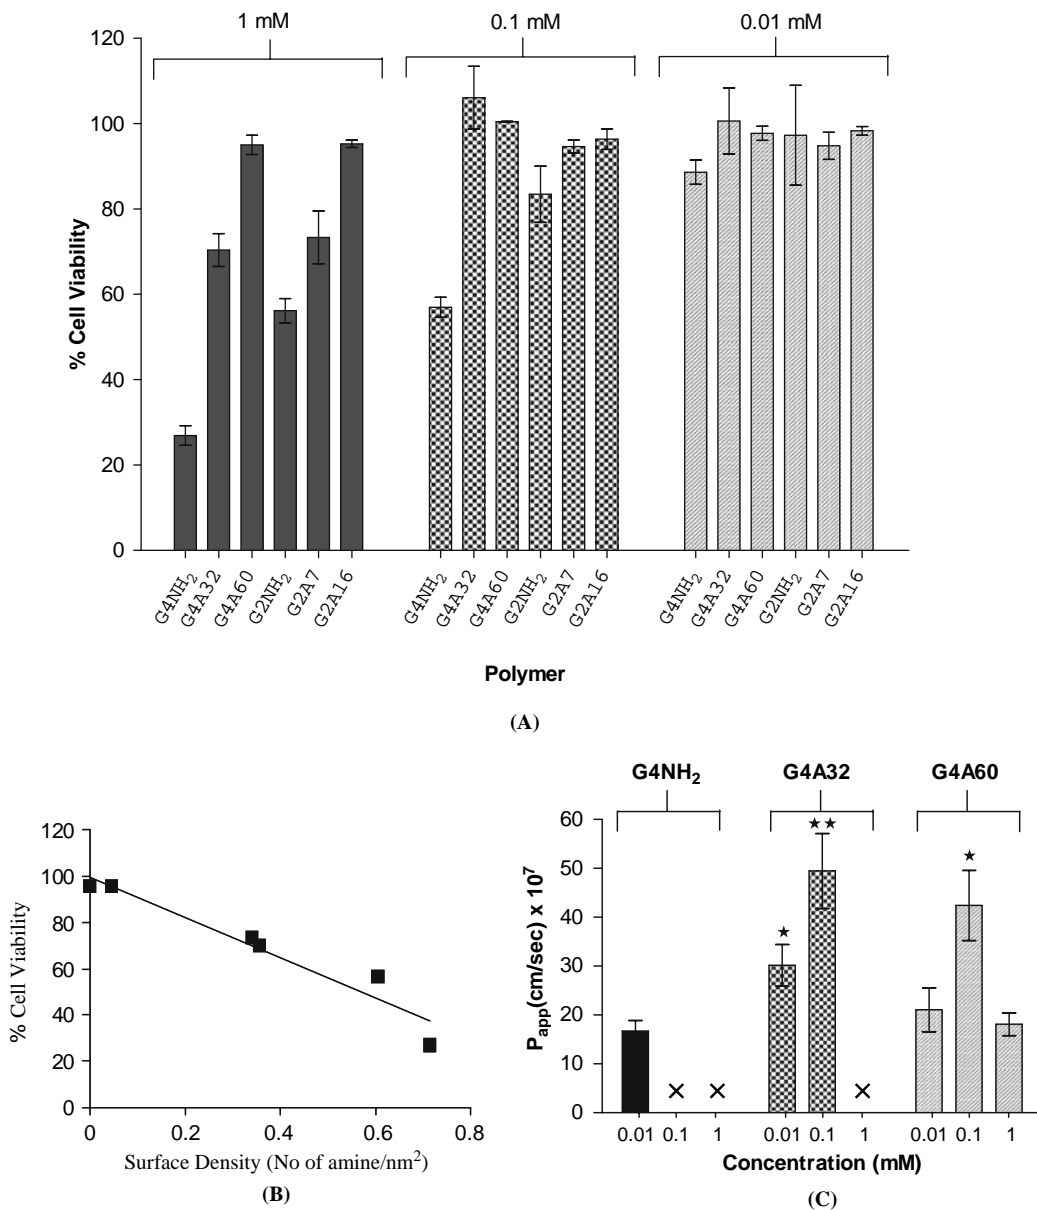 1 mM 0.1 mM 0.01 mM
120
100
80
60
40
20
0
% Cell Viability
G4NH₂ G4A32 G4A60 G2NH₂ G2A7 G2A16 G4NH₂ G4A32 G4A60 G2NH₂ G2A7 G2A16 G4NH₂ G4A32 G4A60 G2NH₂ G2A7 G2A16
Polymer
(A)
120
100
80
60
40
20
0
% Cell Viability
0 0.2 0.4 0.6 0.8
Surface Density (No of amine/nm²)
(B)
G4NH₂ G4A32 G4A60
60
50
40
30
20
10
0
Papp(cm/sec) x 10⁷
★ ★★ ★
× × ×
0.01 0.1 1 0.01 0.1 1 0.01 0.1 1
Concentration (mM)
(C)